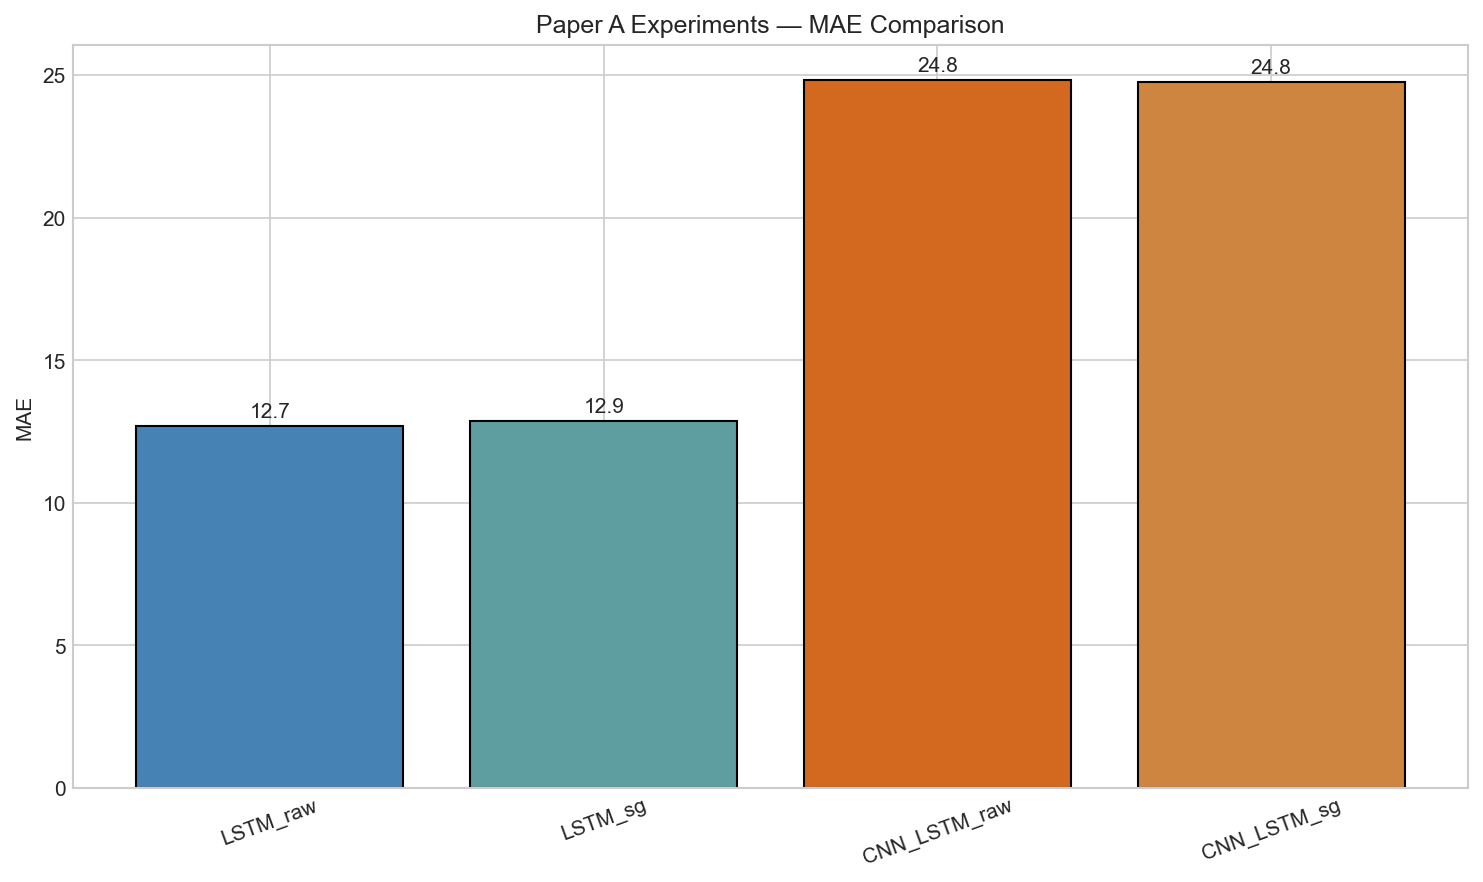 Paper A Experiments — MAE Comparison
MAE
25
20
15
10
5
0
12.7
12.9
24.8
24.8
LSTM_raw
LSTM_sg
CNN_LSTM_raw
CNN_LSTM_sg